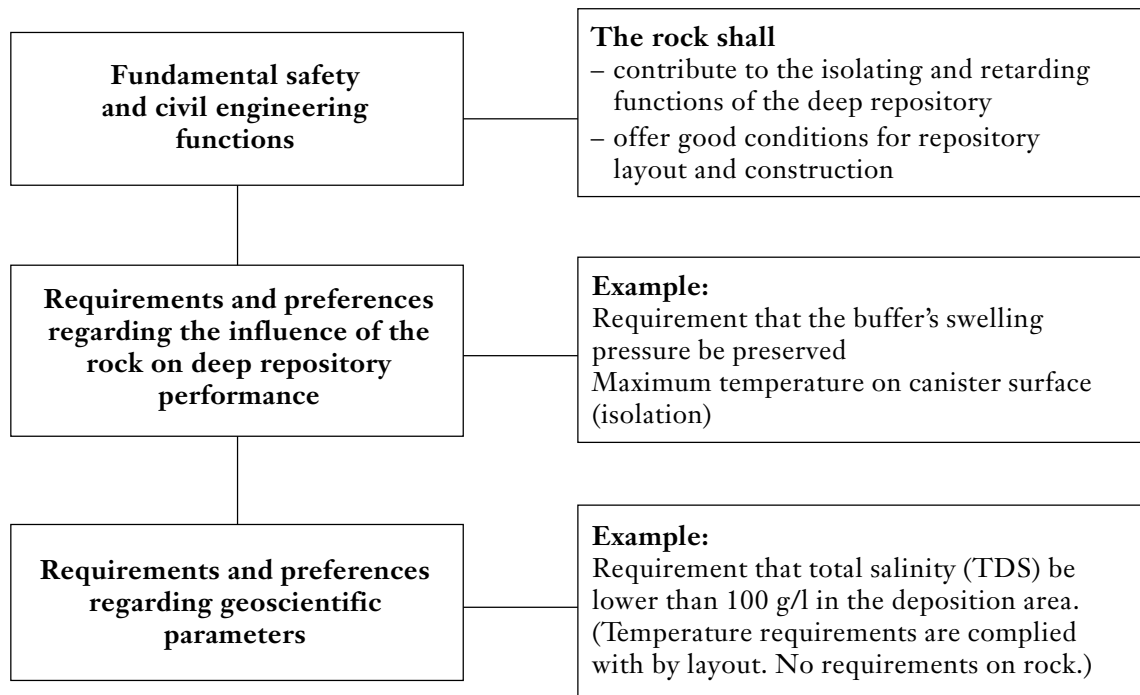 Fundamental safety
and civil engineering
functions
The rock shall
– contribute to the isolating and retarding
functions of the deep repository
– offer good conditions for repository
layout and construction
Requirements and preferences
regarding the influence of the
rock on deep repository
performance
Example:
Requirement that the buffer’s swelling
pressure be preserved
Maximum temperature on canister surface
(isolation)
Requirements and preferences
regarding geoscientific
parameters
Example:
Requirement that total salinity (TDS) be
lower than 100 g/l in the deposition area.
(Temperature requirements are complied
with by layout. No requirements on rock.)